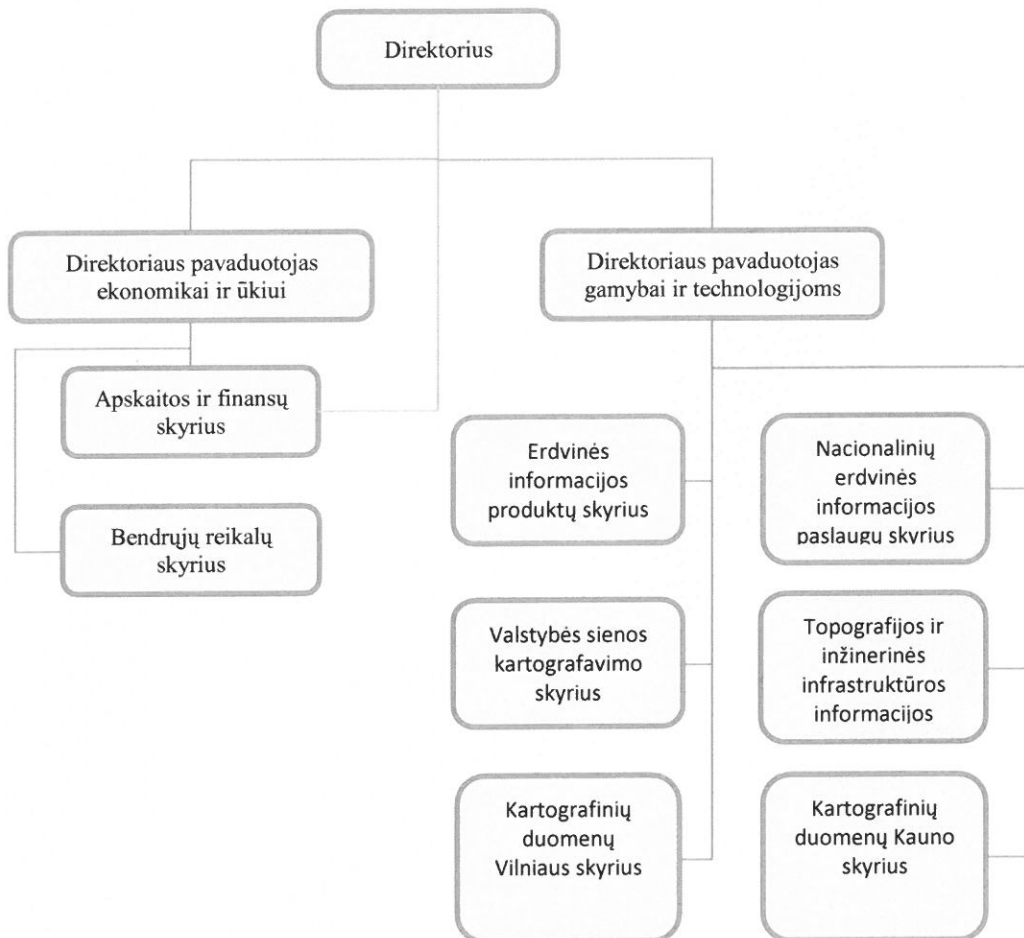 Direktorius
Direktoriaus pavaduotojas
ekonomikai ir ūkiui
Direktoriaus pavaduotojas
gamybai ir technologijoms
Apskaitos ir finansų
skyrius
Bendrųjų reikalų
skyrius
Erdvinės
informacijos
produktų skyrius
Nacionalinių
erdvinės
informacijos
paslaugų skyrius
Valstybės sienos
kartografavimo
skyrius
Topografijos ir
inžinerinės
infrastruktūros
informacijos
Kartografinių
duomenų
Vilniaus skyrius
Kartografinių
duomenų Kauno
skyrius